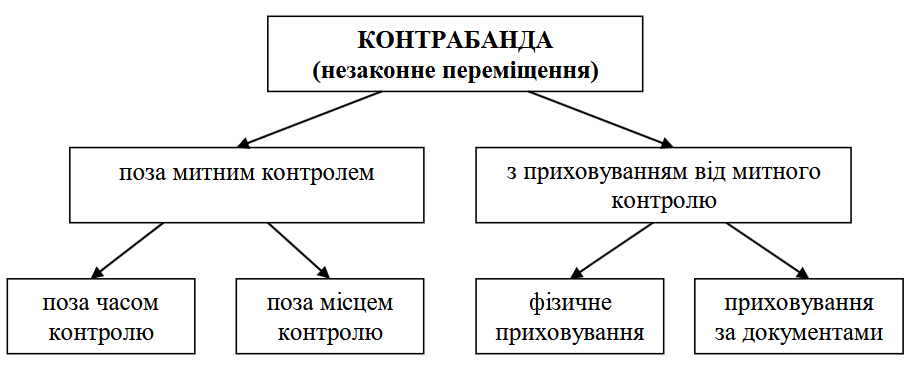 КОНТРАБАНДА
(незаконне переміщення)
поза митним контролем
з приховуванням від митного
контролю
поза часом
контролю
поза місцем
контролю
фізичне
приховування
приховування
за документами